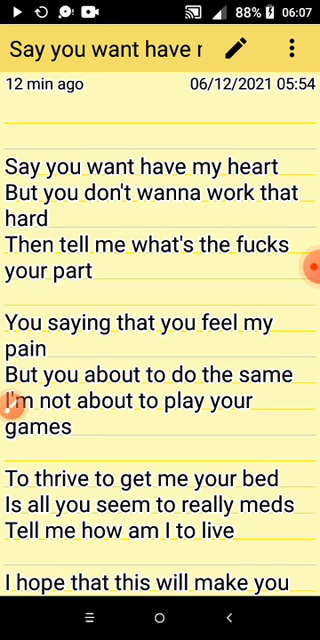 88% 06:07
Say you want have r
12 min ago 06/12/2021 05:54
Say you want have my heart
But you don't wanna work that
hard
Then tell me what's the fucks
your part
You saying that you feel my
pain
But you about to do the same
I'm not about to play your
games
To thrive to get me your bed
Is all you seem to really meds
Tell me how am I to live
I hope that this will make you